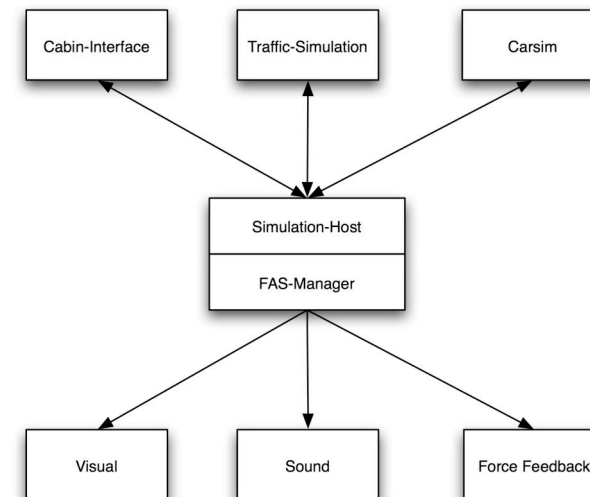 Cabin-Interface
Traffic-Simulation
Carsim
Simulation-Host
FAS-Manager
Visual
Sound
Force Feedback